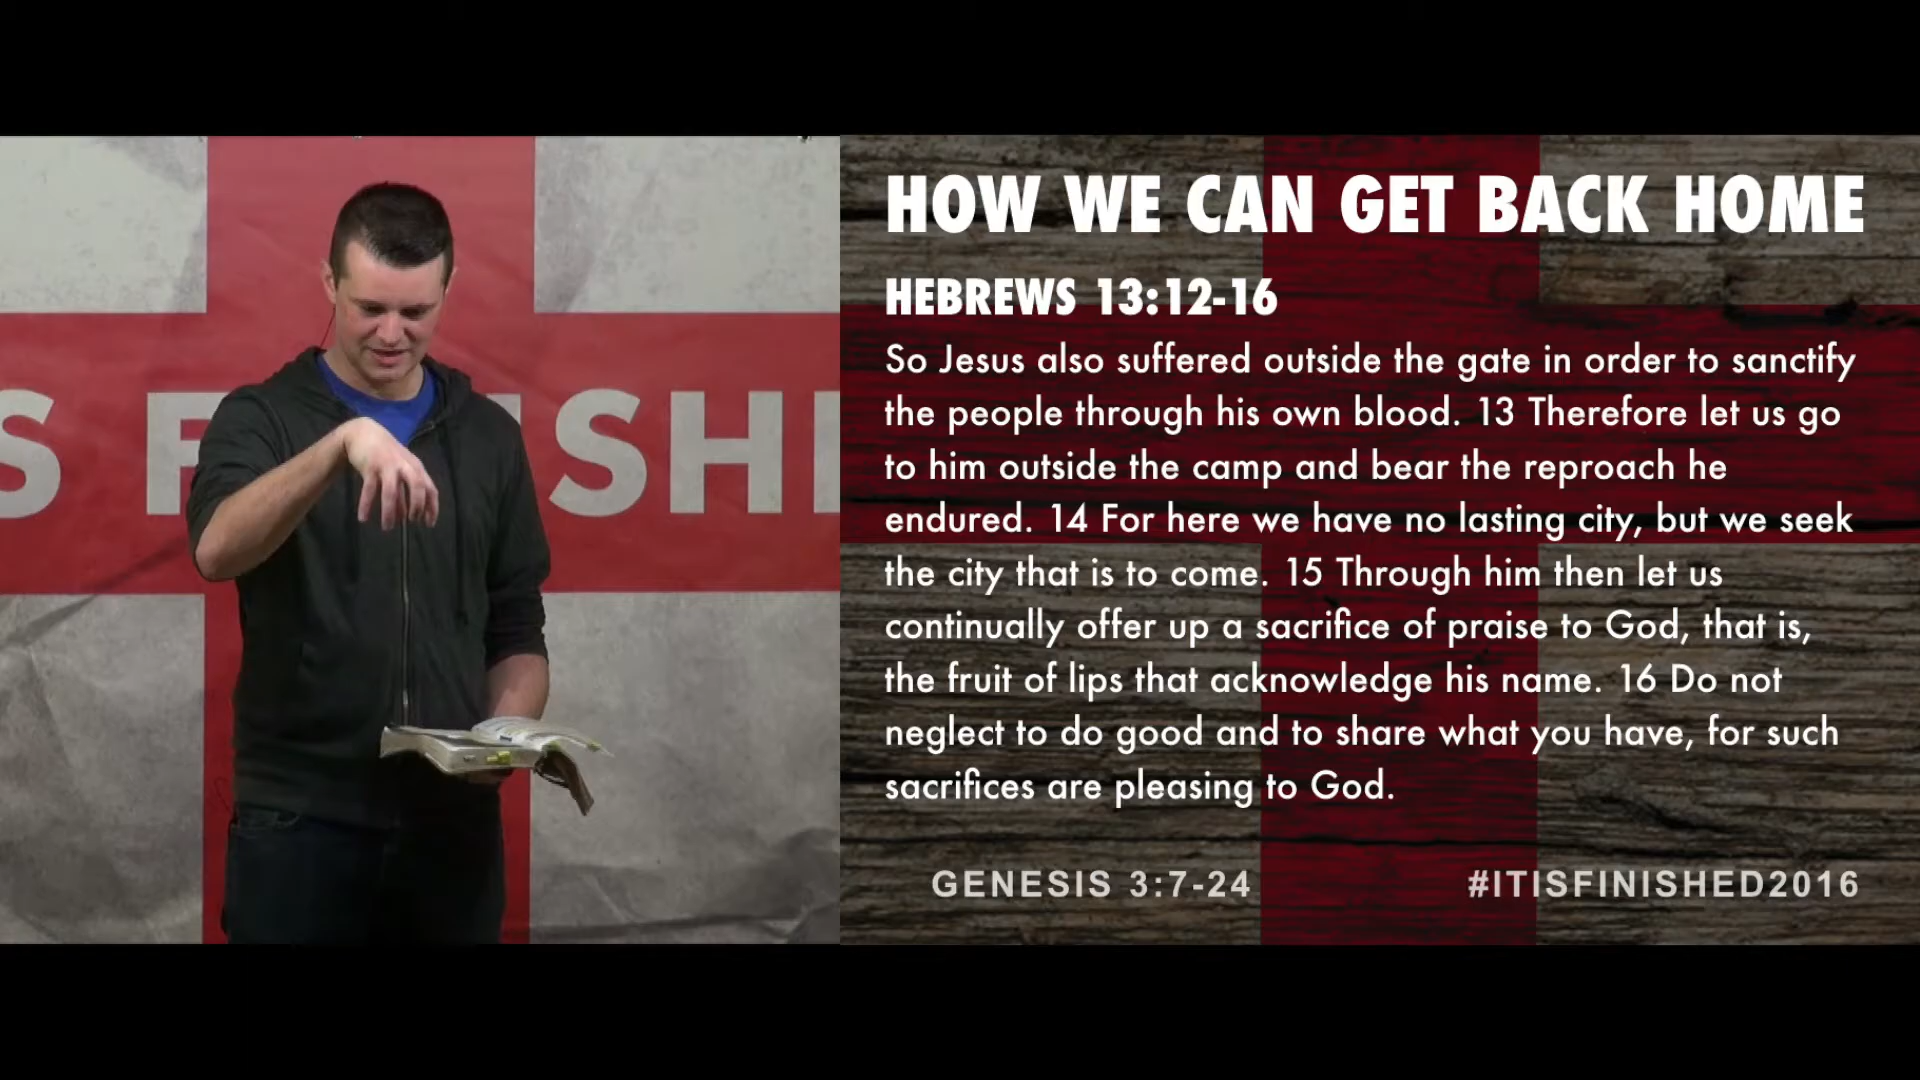 S F
ISH
HOW WE CAN GET BACK HOME
HEBREWS 13:12-16
So Jesus also suffered outside the gate in order to sanctify
the people through his own blood. 13 Therefore let us go
to him outside the camp and bear the reproach he
endured. 14 For here we have no lasting city, but we seek
the city that is to come. 15 Through him then let us
continually offer up a sacrifice of praise to God, that is,
the fruit of lips that acknowledge his name. 16 Do not
neglect to do good and to share what you have, for such
sacrifices are pleasing to God.
GENESIS 3:7-24
#ITISFINISHED2016